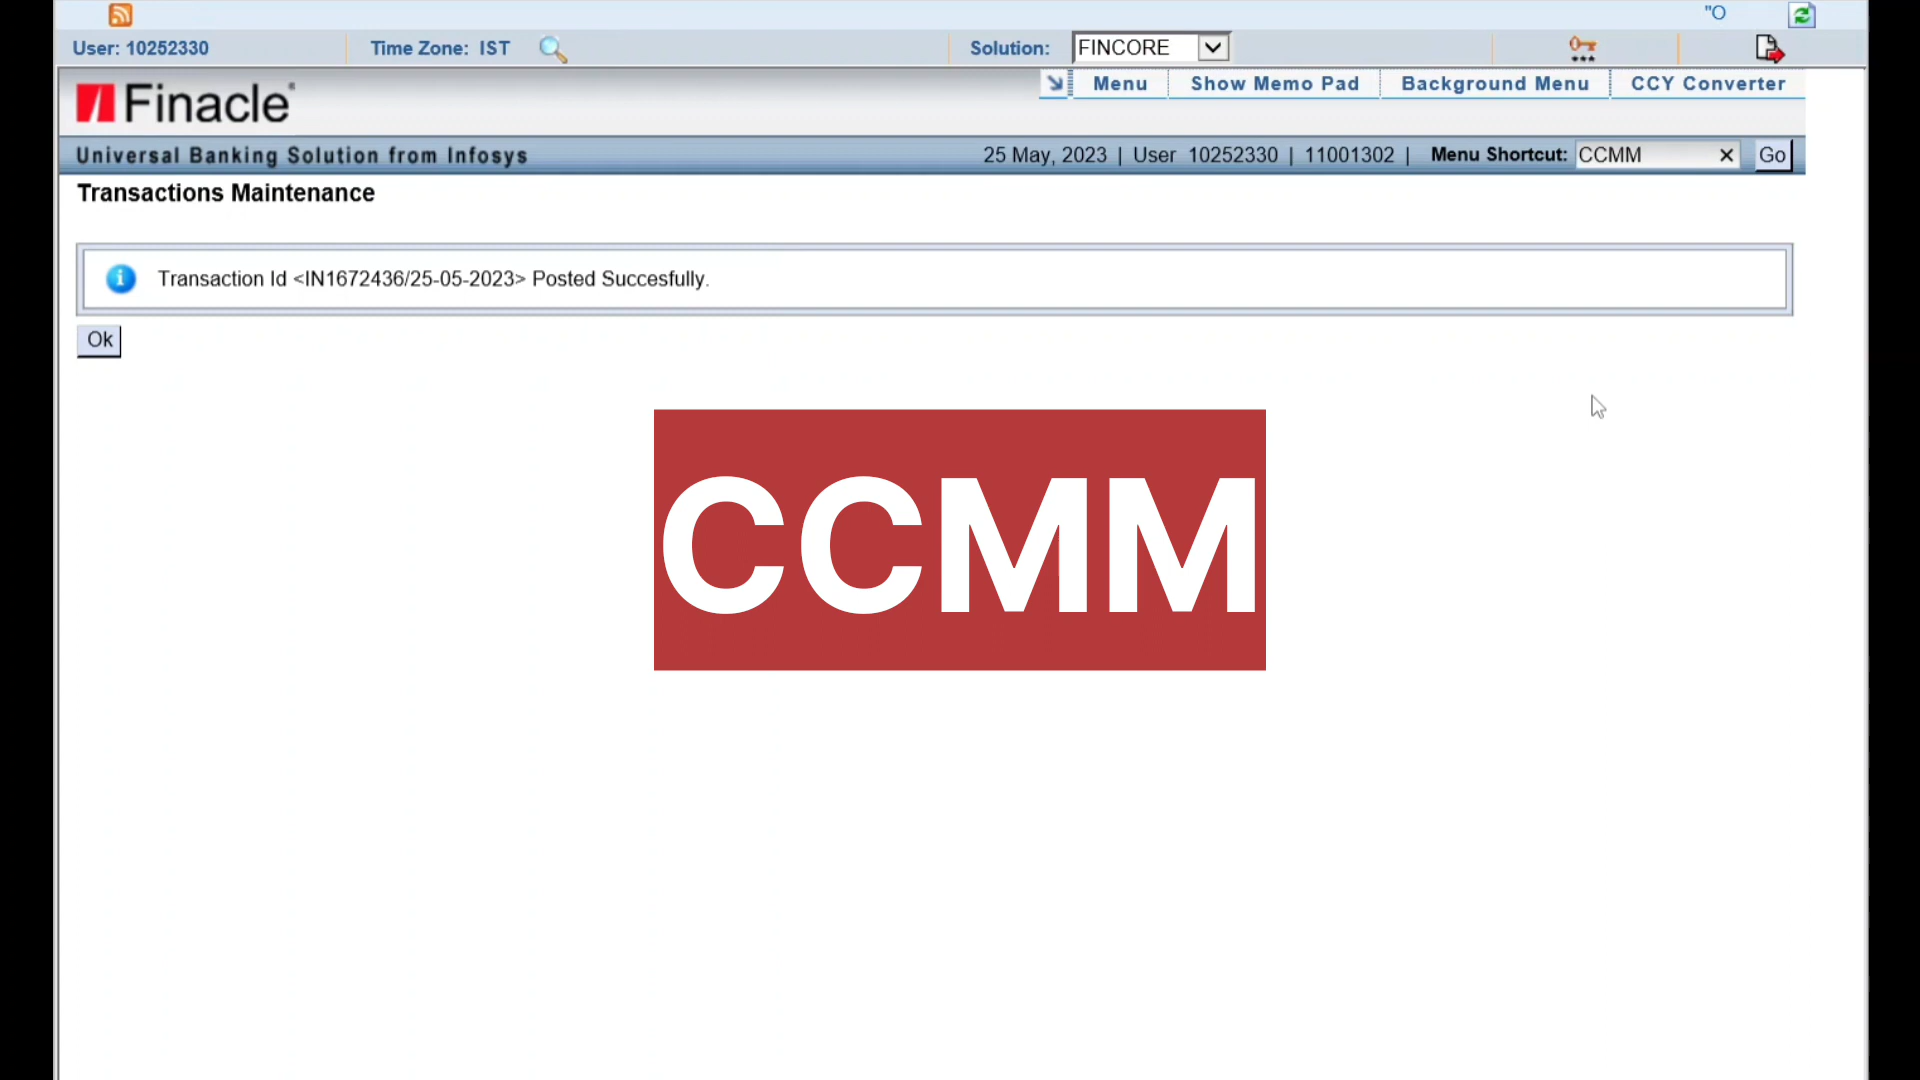 "O
User: 10252330 Time Zone: IST Solution: FINCORE
Menu Show Memo Pad Background Menu CCY Converter
Finacle
Universal Banking Solution from Infosys 25 May, 2023 | User 10252330 | 11001302 | Menu Shortcut: CCMM Go
Transactions Maintenance
Transaction Id <IN1672436/25-05-2023> Posted Succesfully.
Ok
CCMM